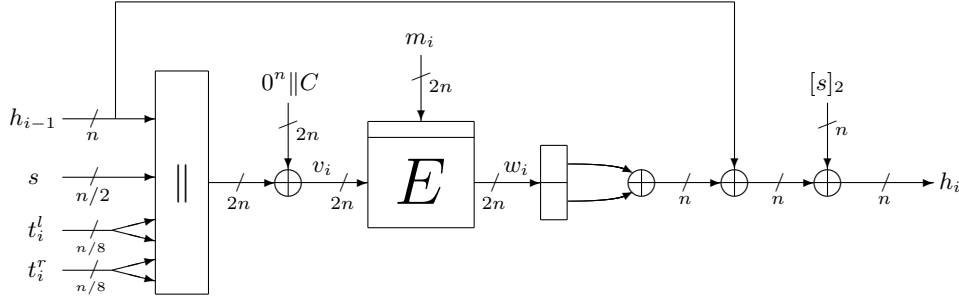 m_i
0^n‖C
[s]_2
2n
2n
n
h_{i−1}
n
s
n/2
‖
2n
v_i
2n
E
w_i
2n
n
n
n
h_i
t_i^l
n/8
t_i^r
n/8